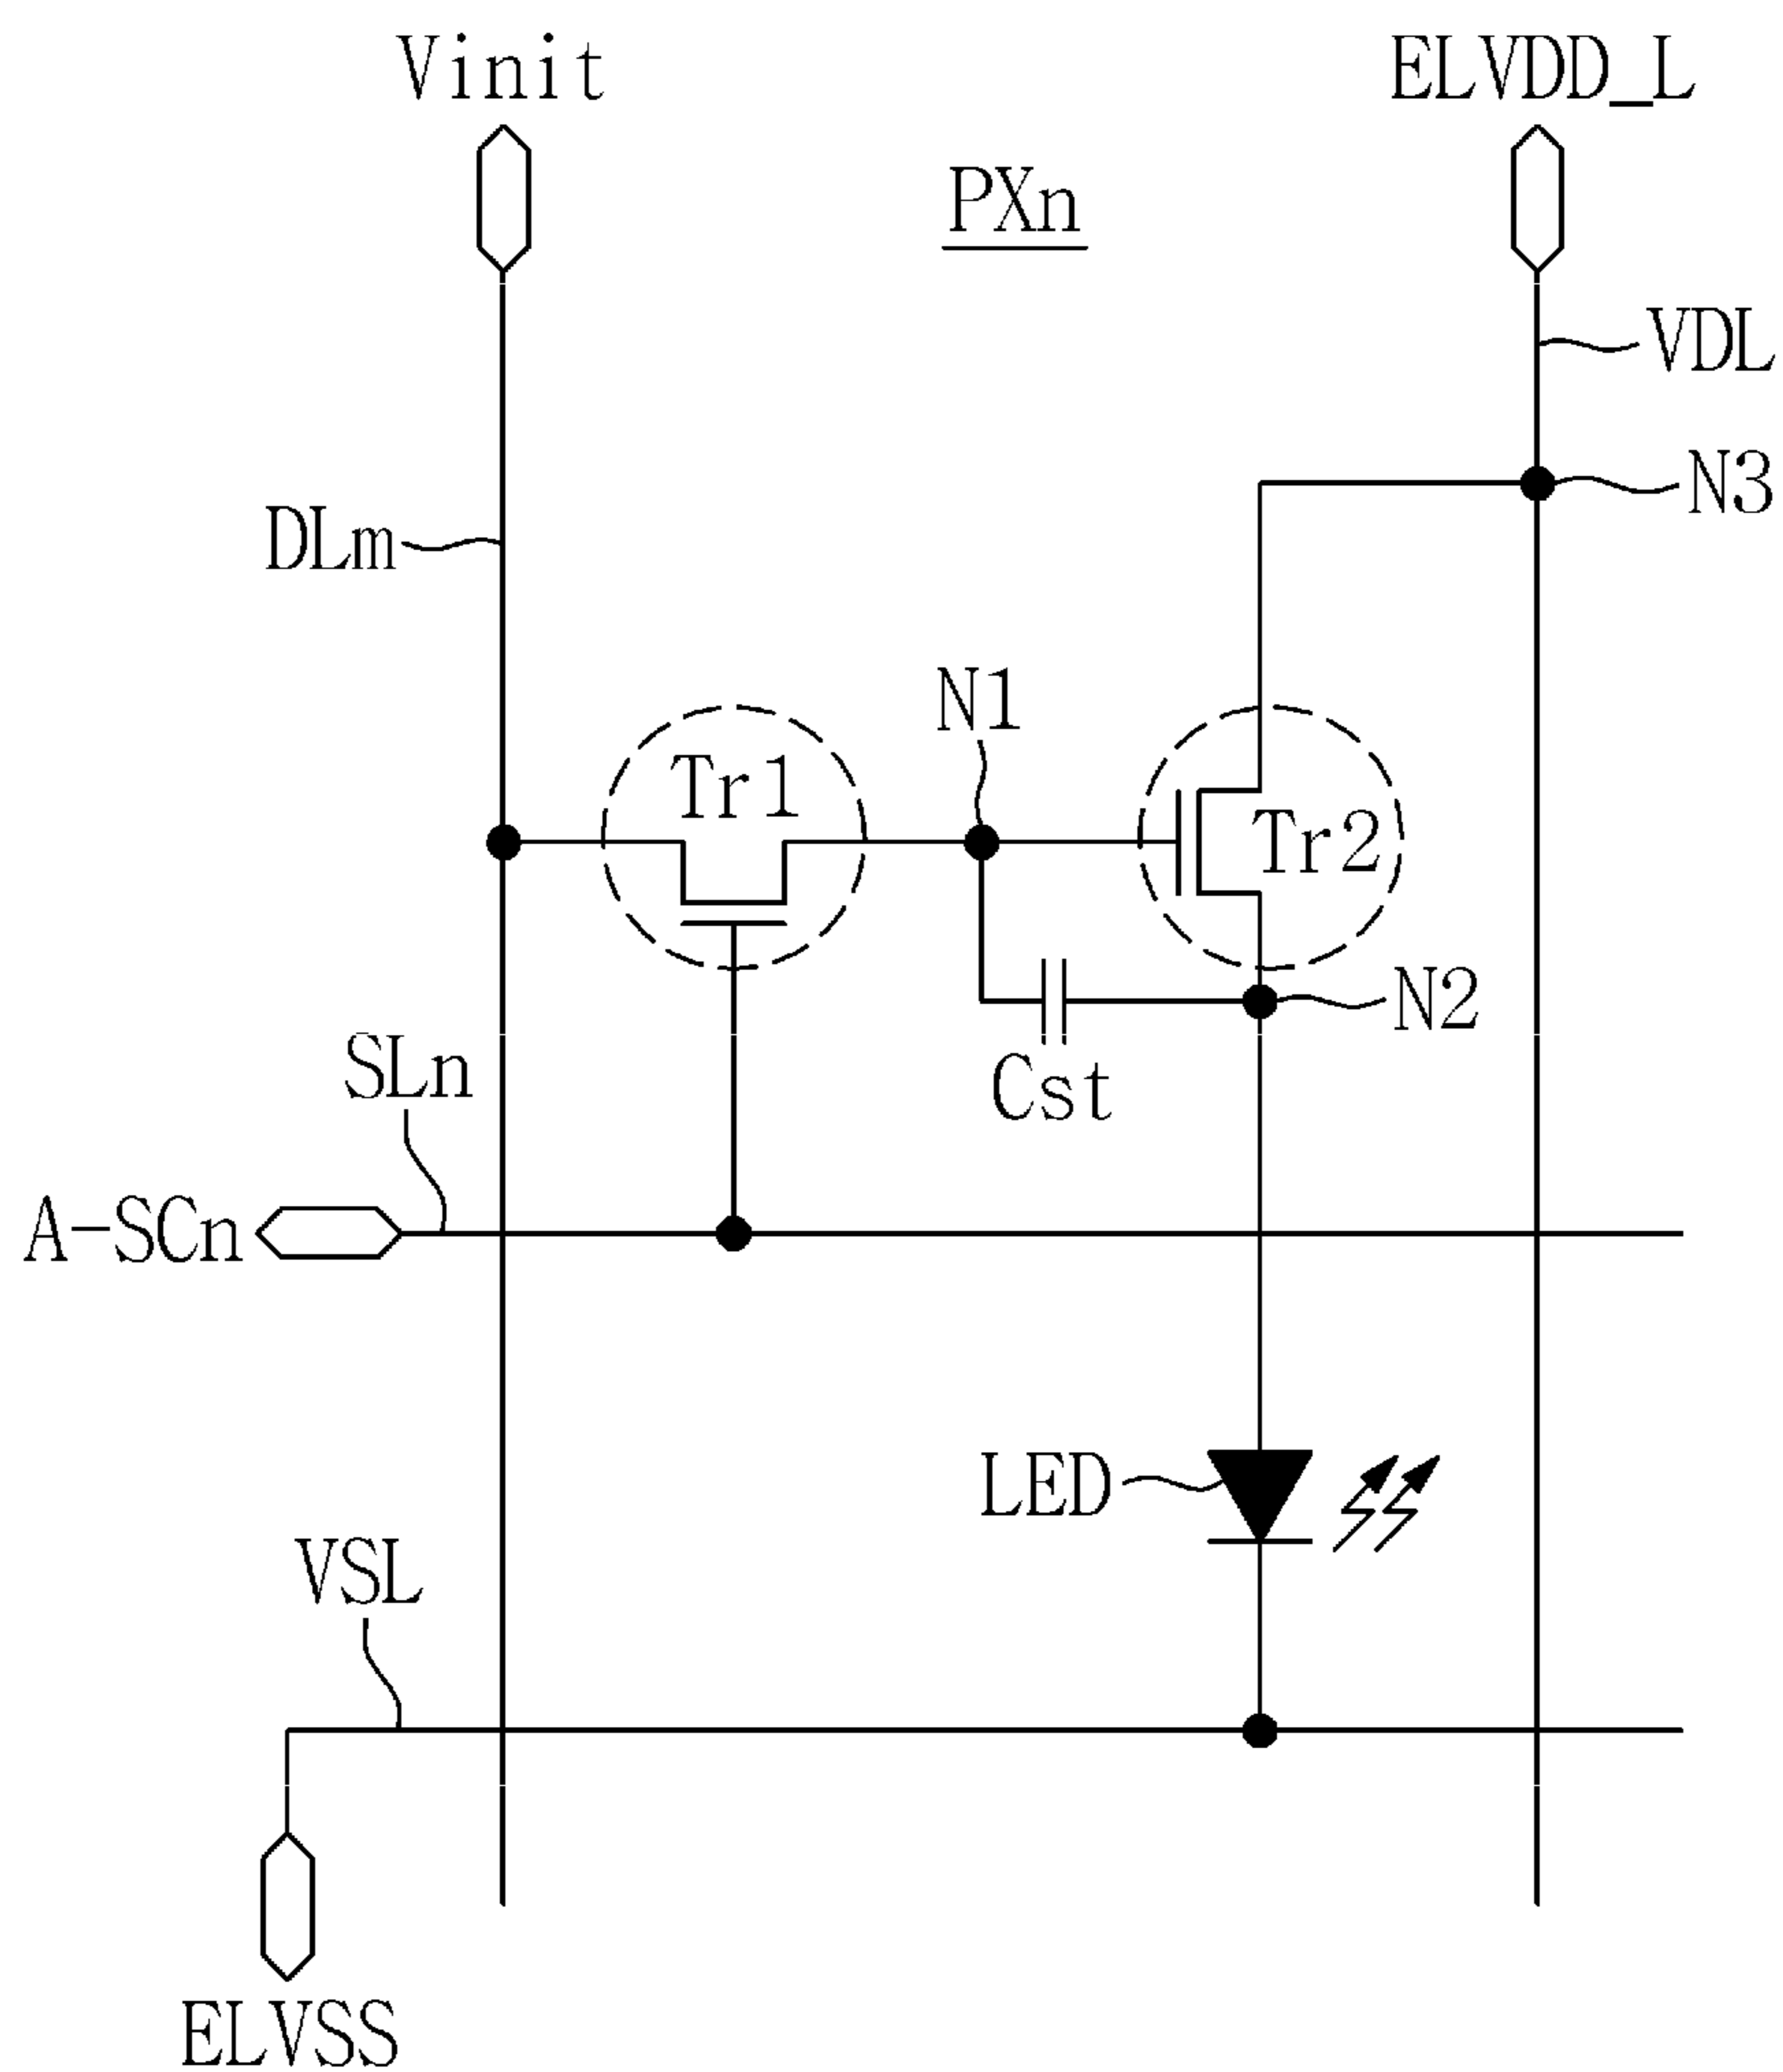 Vinit
ELVDD_L
PXn
VDL
N3
DLm
N1
Tr1
Tr2
N2
SLn
Cst
A-SCn
LED
VSL
ELVSS